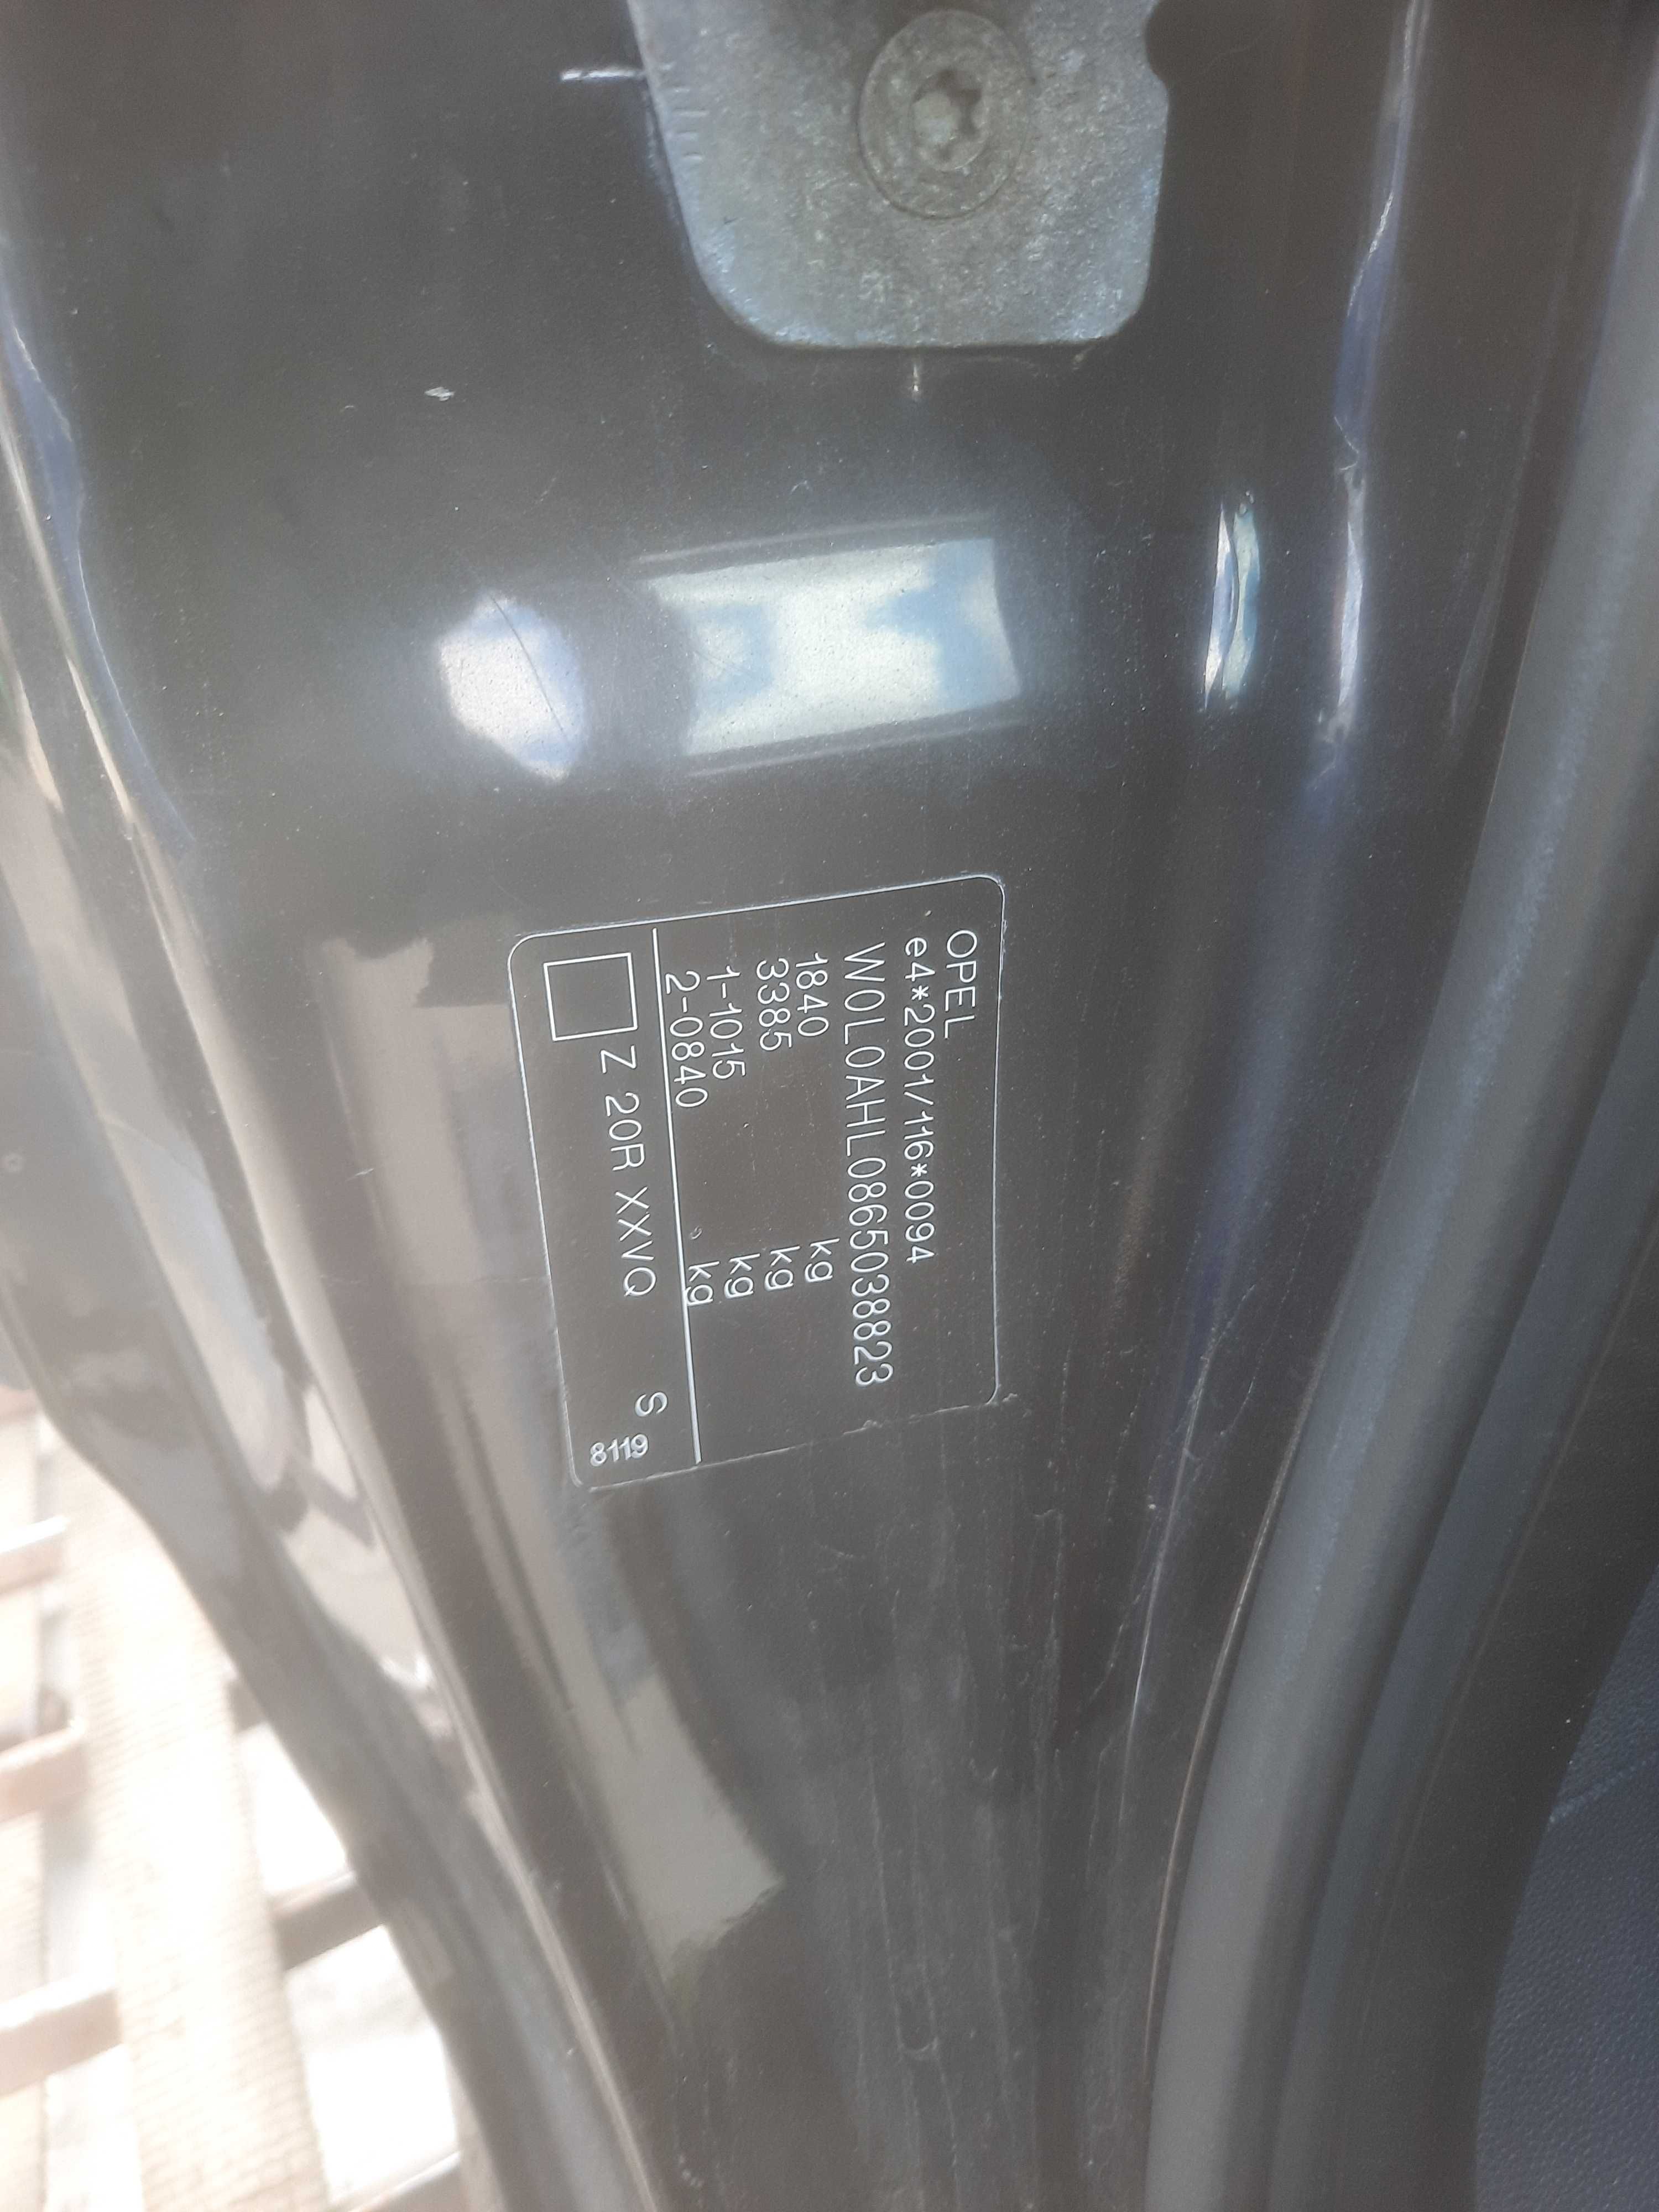 OPEL
e4*2001/116*0094
W0L0AHL0865038823
1840 kg
3385 kg
1-1015 kg
2-0840 kg
Z 20R XXVQ S
8119